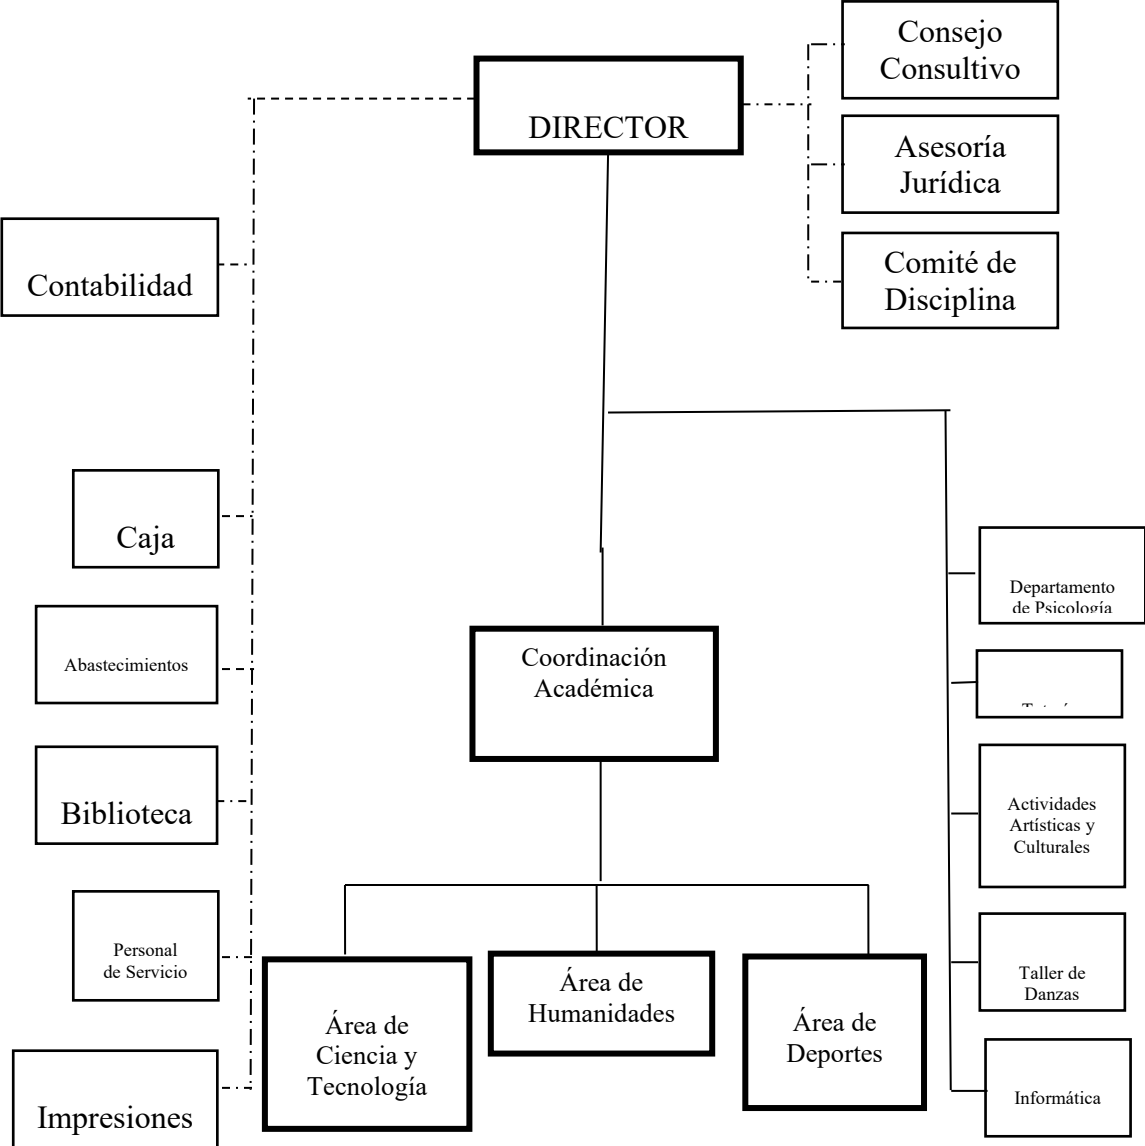 Consejo
Consultivo
DIRECTOR
Asesoría
Jurídica
Comité de
Disciplina
Contabilidad
Caja
Departamento
de Psicología
Abastecimientos
Coordinación
Académica
Biblioteca
Actividades
Artísticas y
Culturales
Personal
de Servicio
Área de
Ciencia y
Tecnología
Área de
Humanidades
Área de
Deportes
Taller de
Danzas
Impresiones
Informática